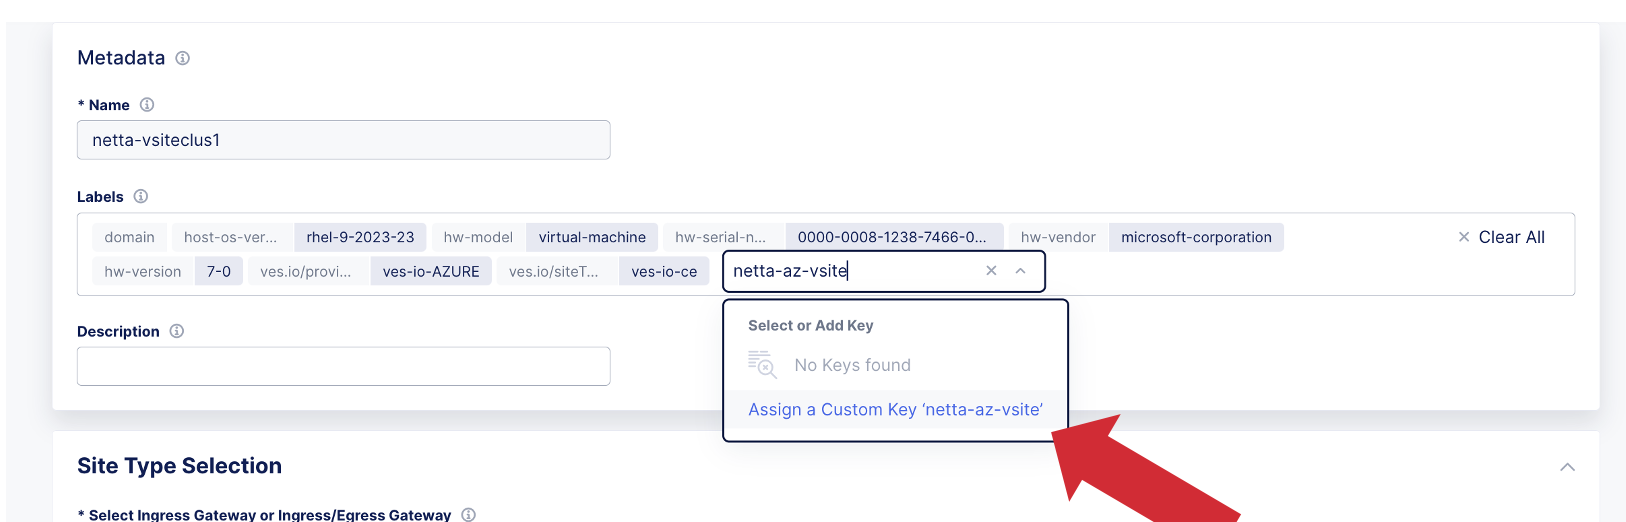 Metadata
* Name
netta-vsiteclus1
Labels
domain host-os-ver... rhel-9-2023-23 hw-model virtual-machine hw-serial-n... 0000-0008-1238-7466-0... hw-vendor microsoft-corporation Clear All
hw-version 7-0 ves.io/provi... ves-io-AZURE ves.io/siteT... ves-io-ce netta-az-vsite
Description
Select or Add Key
No Keys found
Assign a Custom Key ‘netta-az-vsite’
Site Type Selection
* Select Ingress Gateway or Ingress/Egress Gateway